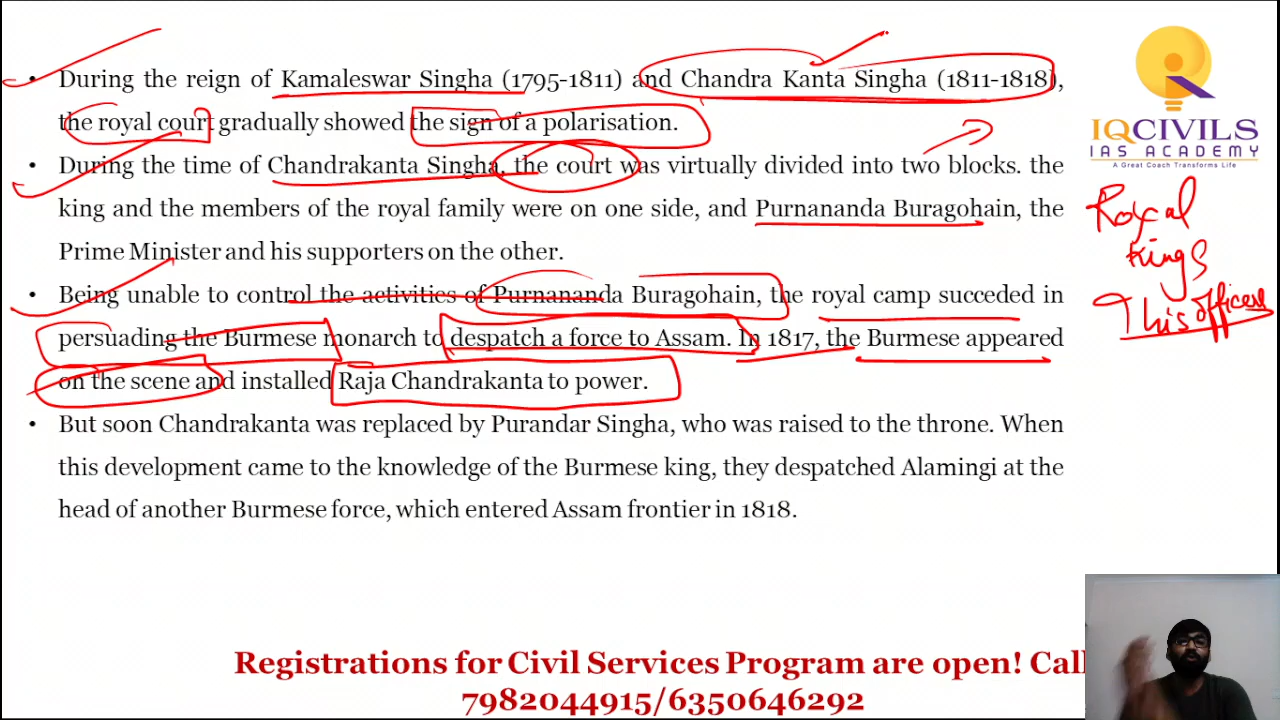 During the reign of Kamaleswar Singha (1795-1811) and Chandra Kanta Singha (1811-1818),
the royal court gradually showed the sign of a polarisation.
During the time of Chandrakanta Singha, the court was virtually divided into two blocks. the
king and the members of the royal family were on one side, and Purnananda Buragohain, the
Prime Minister and his supporters on the other.
Being unable to control the activities of Purnananda Buragohain, the royal camp succeded in
persuading the Burmese monarch to despatch a force to Assam. In 1817, the Burmese appeared
on the scene and installed Raja Chandrakanta to power.
But soon Chandrakanta was replaced by Purandar Singha, who was raised to the throne. When
this development came to the knowledge of the Burmese king, they despatched Alamingi at the
head of another Burmese force, which entered Assam frontier in 1818.
IQCIVILS
IAS ACADEMY
A Great Coach Transforms Life
Royal
Kings
This officers
Registrations for Civil Services Program are open! Call
7982044915/6350646292